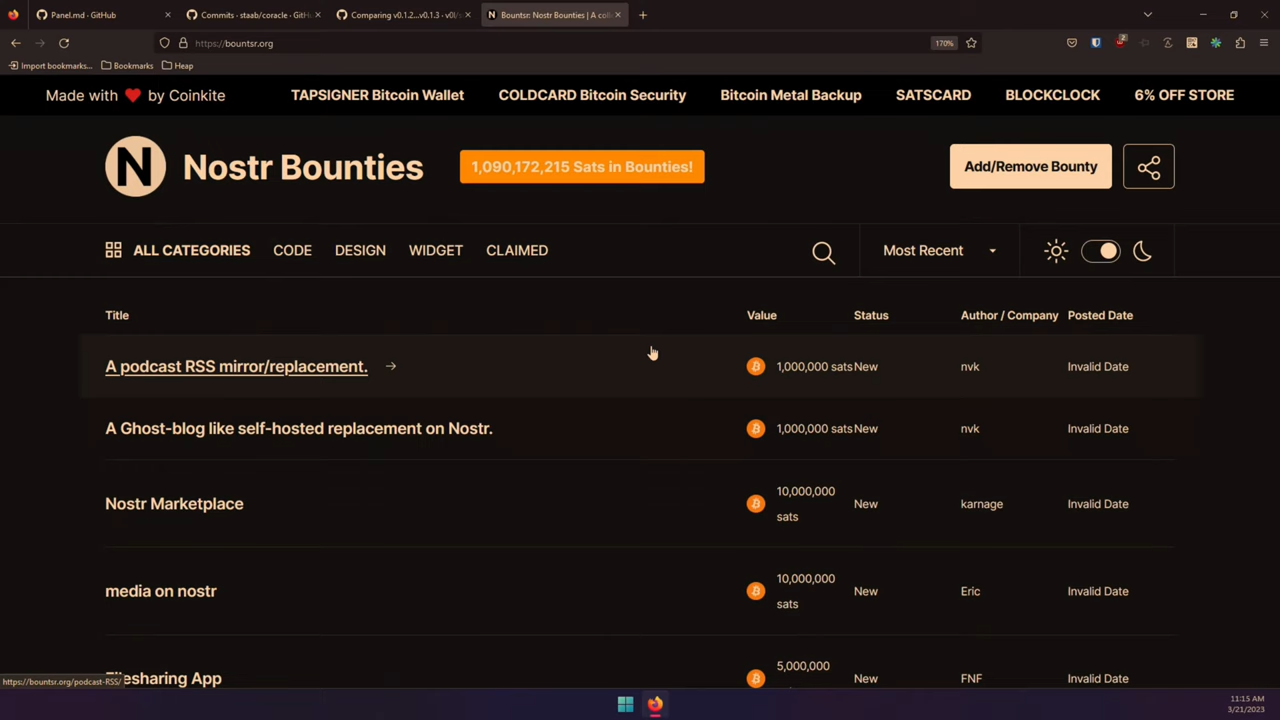 Panel.md · GitHub
Commits · staab/coracle · GitH
Comparing v0.1.2...v0.1.3 · v0l/s
Bountsr: Nostr Bounties | A coll
https://bountsr.org
170%
2
Import bookmarks...
Bookmarks
Heap
Made with ❤ by Coinkite
TAPSIGNER Bitcoin Wallet
COLDCARD Bitcoin Security
Bitcoin Metal Backup
SATSCARD
BLOCKCLOCK
6% OFF STORE
N
Nostr Bounties
1,090,172,215 Sats in Bounties!
Add/Remove Bounty
ALL CATEGORIES
CODE
DESIGN
WIDGET
CLAIMED
Most Recent
Title
Value
Status
Author / Company
Posted Date
A podcast RSS mirror/replacement. →
1,000,000 sats
New
nvk
Invalid Date
A Ghost-blog like self-hosted replacement on Nostr.
1,000,000 sats
New
nvk
Invalid Date
Nostr Marketplace
10,000,000
sats
New
karnage
Invalid Date
media on nostr
10,000,000
sats
New
Eric
Invalid Date
Filesharing App
5,000,000
New
FNF
Invalid Date
https://bountsr.org/podcast-RSS/
11:15 AM
3/21/2023